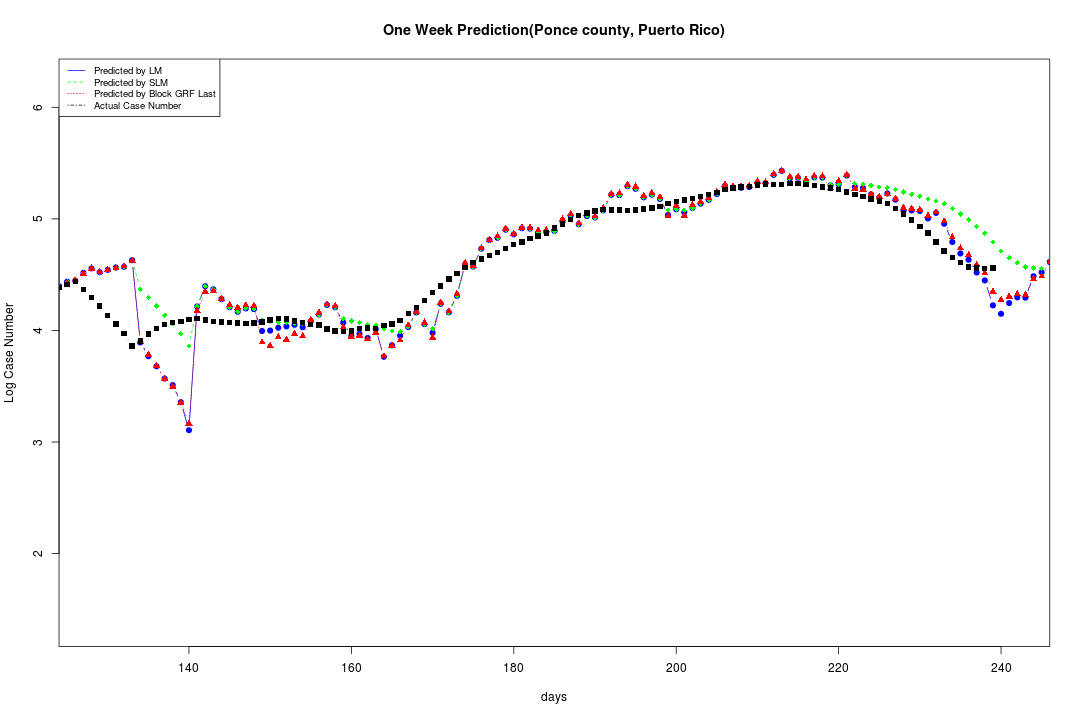 One Week Prediction(Ponce county, Puerto Rico)
Predicted by LM
Predicted by SLM
Predicted by Block GRF Last
Actual Case Number
6
5
4
3
2
Log Case Number
140 160 180 200 220 240
days